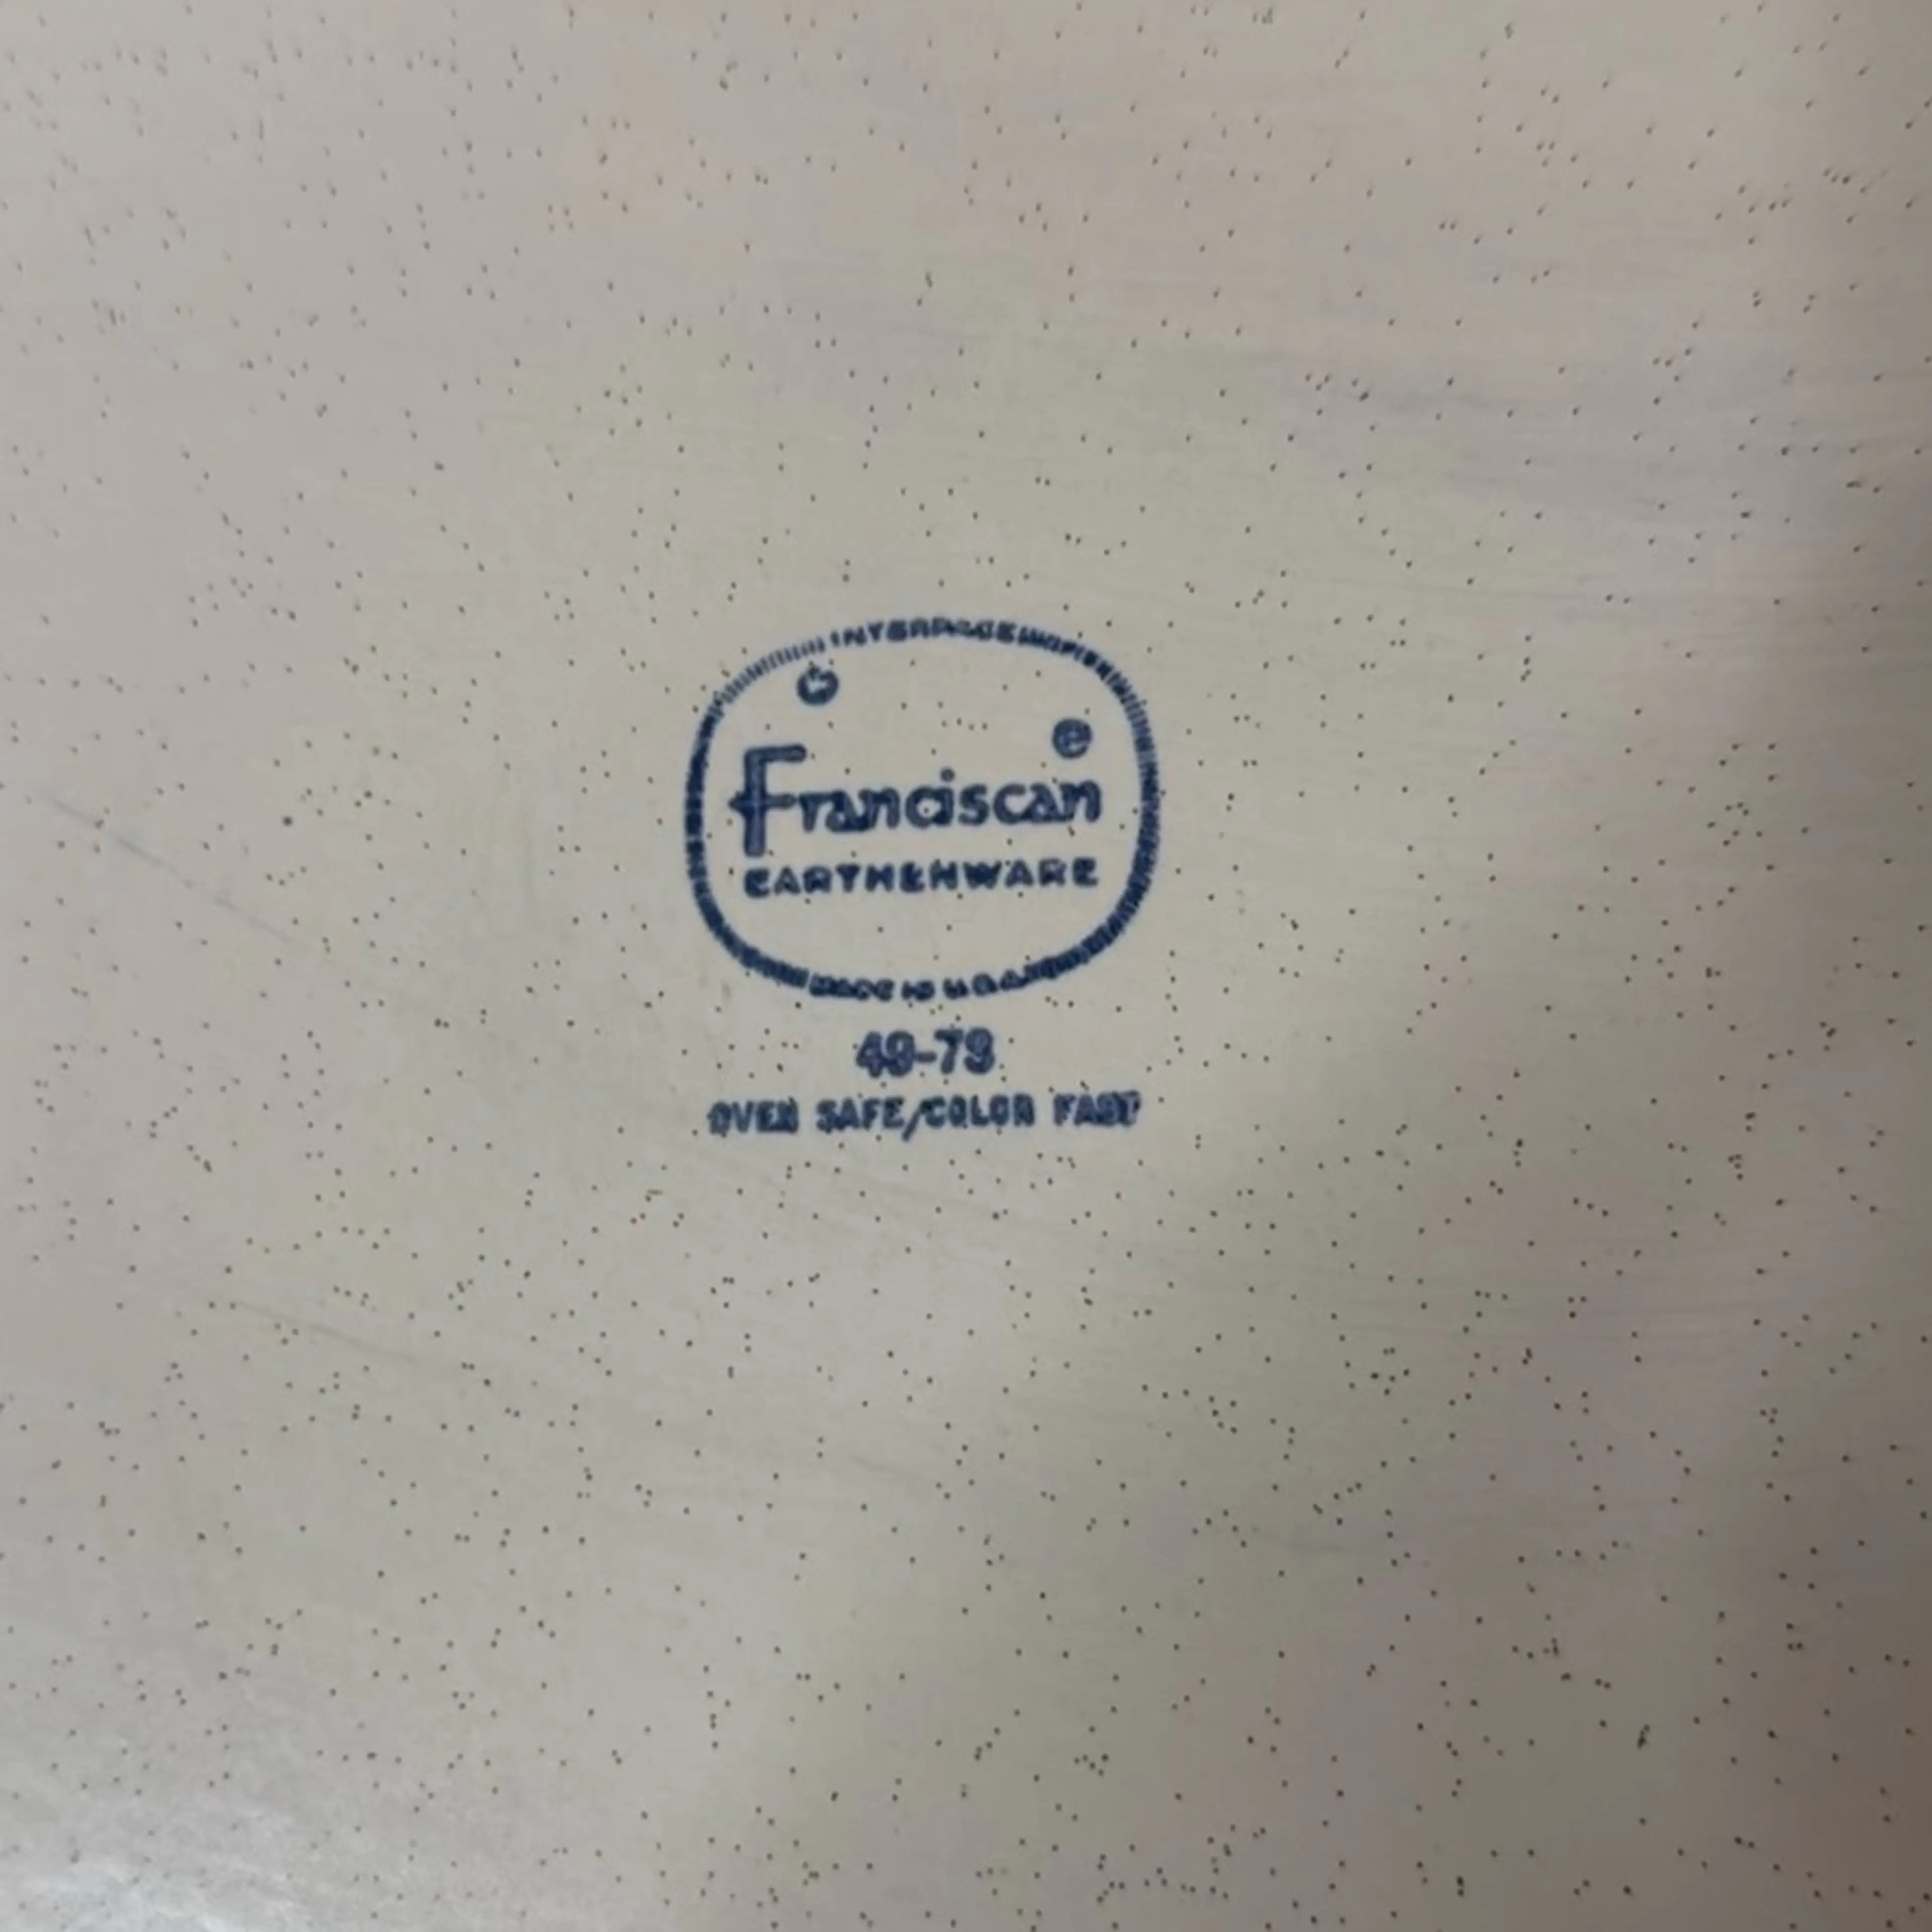 INTERPACE
G
®
Franciscan
EARTHENWARE
MADE IN U.S.A.
49-79
OVEN SAFE/COLOR FAST